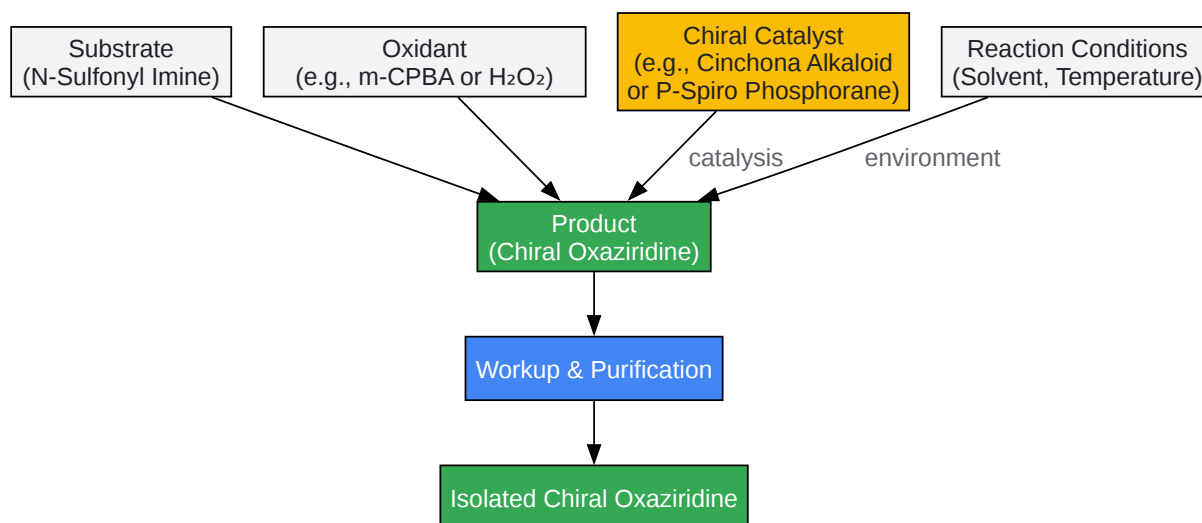 Substrate
(N-Sulfonyl Imine)
Oxidant
(e.g., m-CPBA or H₂O₂)
Chiral Catalyst
(e.g., Cinchona Alkaloid
or P-Spiro Phosphorane)
Reaction Conditions
(Solvent, Temperature)
catalysis
environment
Product
(Chiral Oxaziridine)
Workup & Purification
Isolated Chiral Oxaziridine